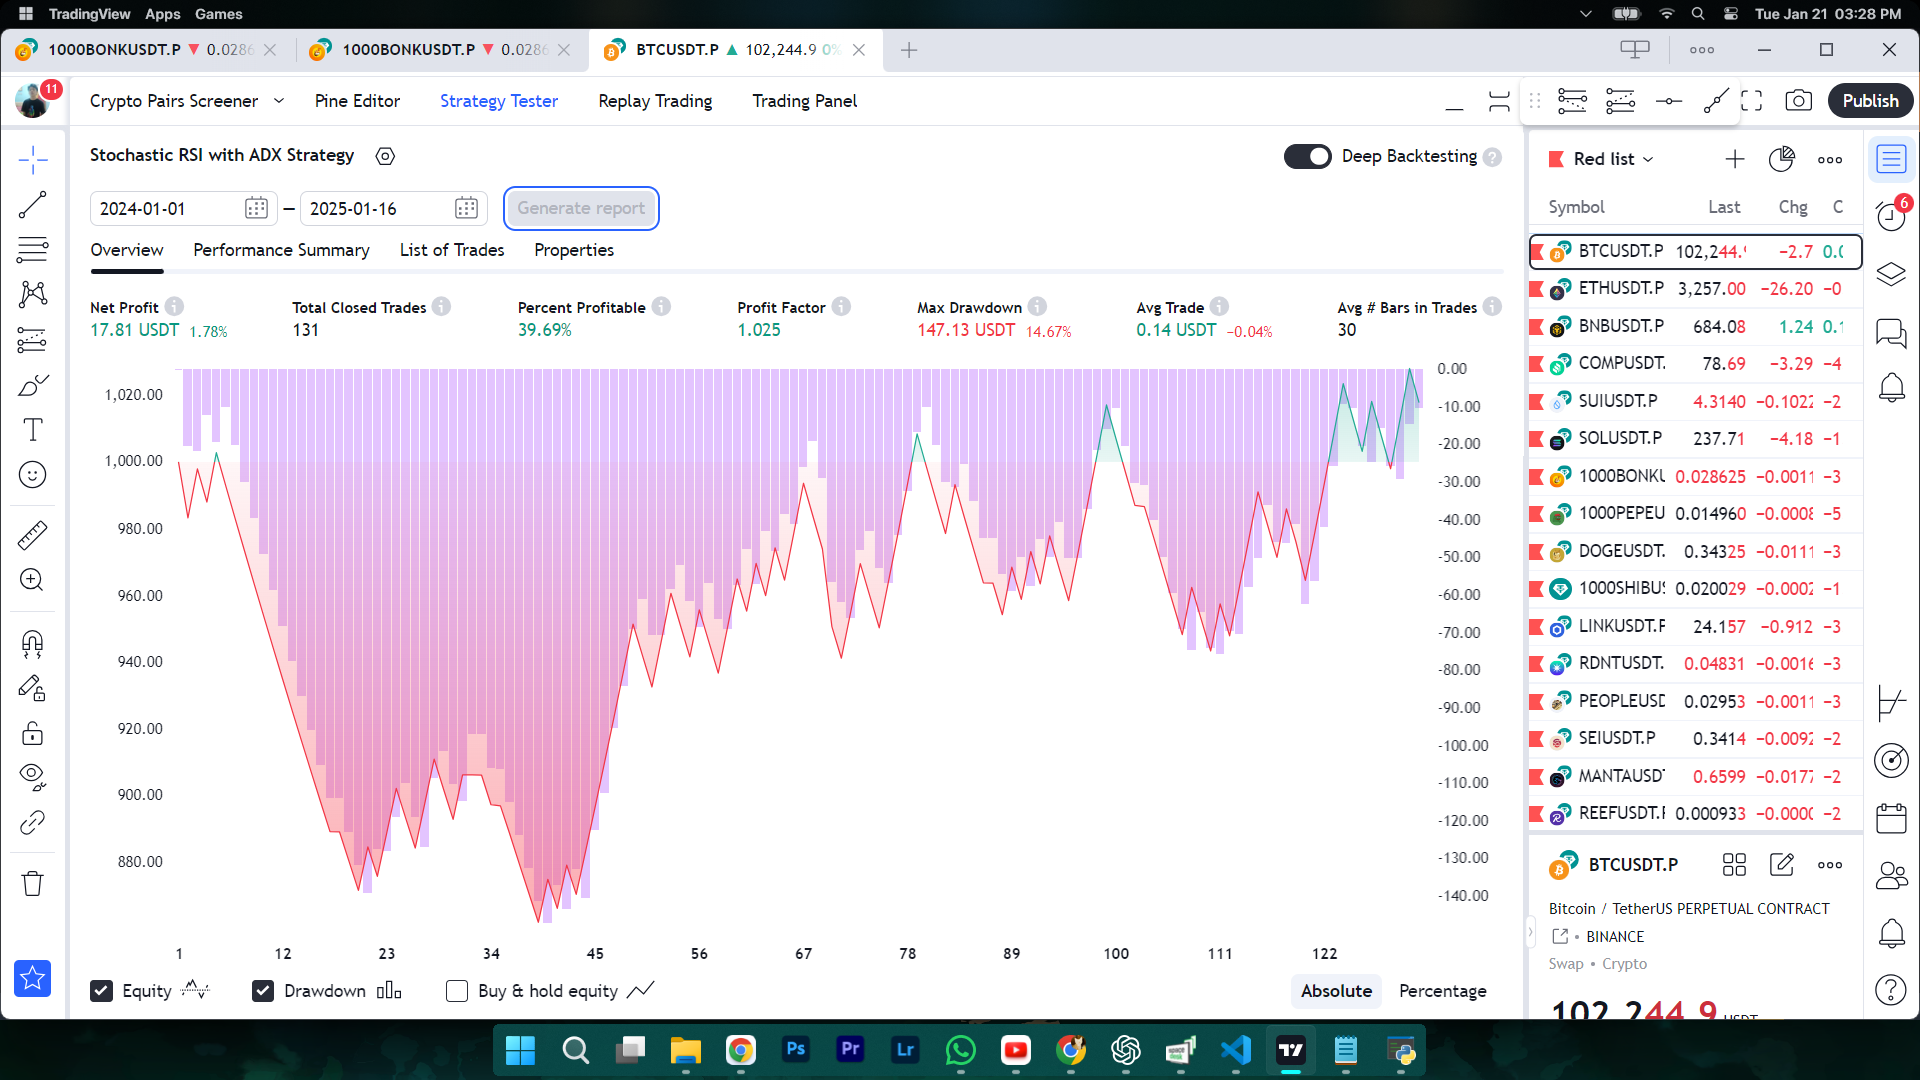 TradingView Apps Games
Tue Jan 21 03:28 PM
1000BONKUSDT.P ▼ 0.0286
1000BONKUSDT.P ▼ 0.0286
BTCUSDT.P ▲ 102,244.9 0%
11
Crypto Pairs Screener Pine Editor Strategy Tester Replay Trading Trading Panel
Publish
Stochastic RSI with ADX Strategy
Deep Backtesting
2024-01-01 — 2025-01-16 Generate report
Overview Performance Summary List of Trades Properties
Net Profit Total Closed Trades Percent Profitable Profit Factor Max Drawdown Avg Trade Avg # Bars in Trades
17.81 USDT 1.78% 131 39.69% 1.025 147.13 USDT 14.67% 0.14 USDT −0.04% 30
1,020.00
1,000.00
980.00
960.00
940.00
920.00
900.00
880.00
0.00
-10.00
-20.00
-30.00
-40.00
-50.00
-60.00
-70.00
-80.00
-90.00
-100.00
-110.00
-120.00
-130.00
-140.00
1 12 23 34 45 56 67 78 89 100 111 122
Equity Drawdown Buy & hold equity
Absolute Percentage
Red list
6
Symbol Last Chg C
BTCUSDT.P 102,244.9 −2.7 0.0
ETHUSDT.P 3,257.00 −26.20 −0
BNBUSDT.P 684.08 1.24 0.1
COMPUSDT. 78.69 −3.29 −4
SUIUSDT.P 4.3140 −0.1022 −2
SOLUSDT.P 237.71 −4.18 −1
1000BONKU 0.028625 −0.0011 −3
1000PEPEU 0.014960 −0.0008 −5
DOGEUSDT. 0.34325 −0.0111 −3
1000SHIBUS 0.020029 −0.0002 −1
LINKUSDT.P 24.157 −0.912 −3
RDNTUSDT. 0.04831 −0.0016 −3
PEOPLEUSD 0.02953 −0.0011 −3
SEIUSDT.P 0.3414 −0.0092 −2
MANTAUSDT 0.6599 −0.0177 −2
REEFUSDT.P 0.000933 −0.0000 −2
BTCUSDT.P
Bitcoin / TetherUS PERPETUAL CONTRACT
• BINANCE
Swap • Crypto
102,244.9 USDT
Ps Pr Lr